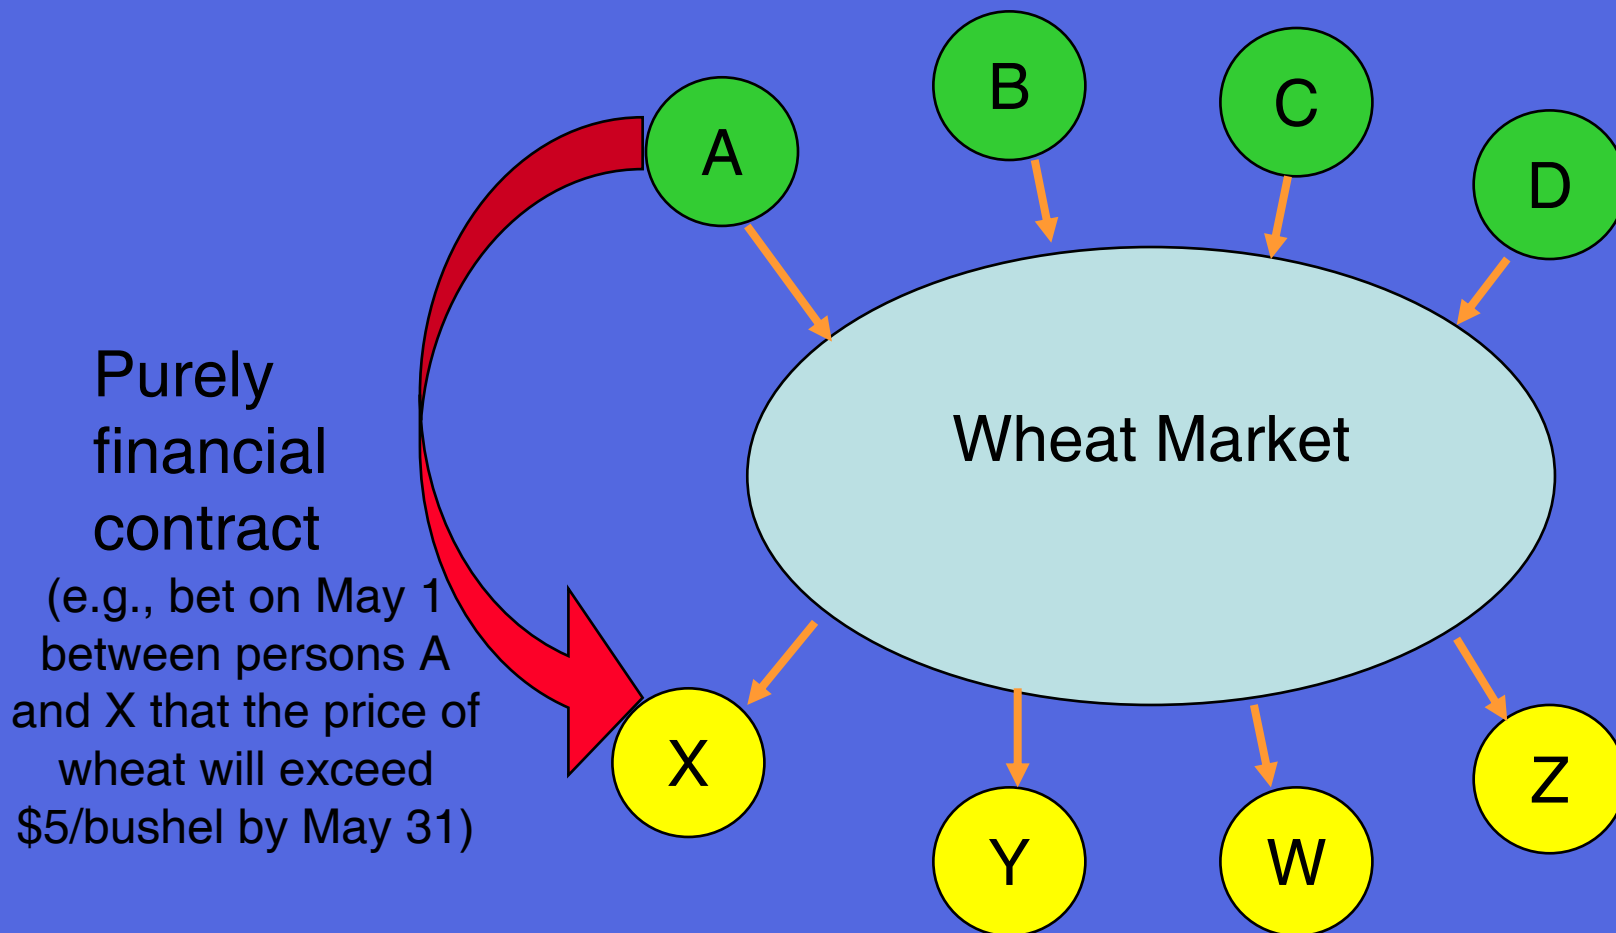 B
C
A
D
Purely
financial
contract
(e.g., bet on May 1
between persons A
and X that the price of
wheat will exceed
$5/bushel by May 31)
Wheat Market
X
Z
Y
W